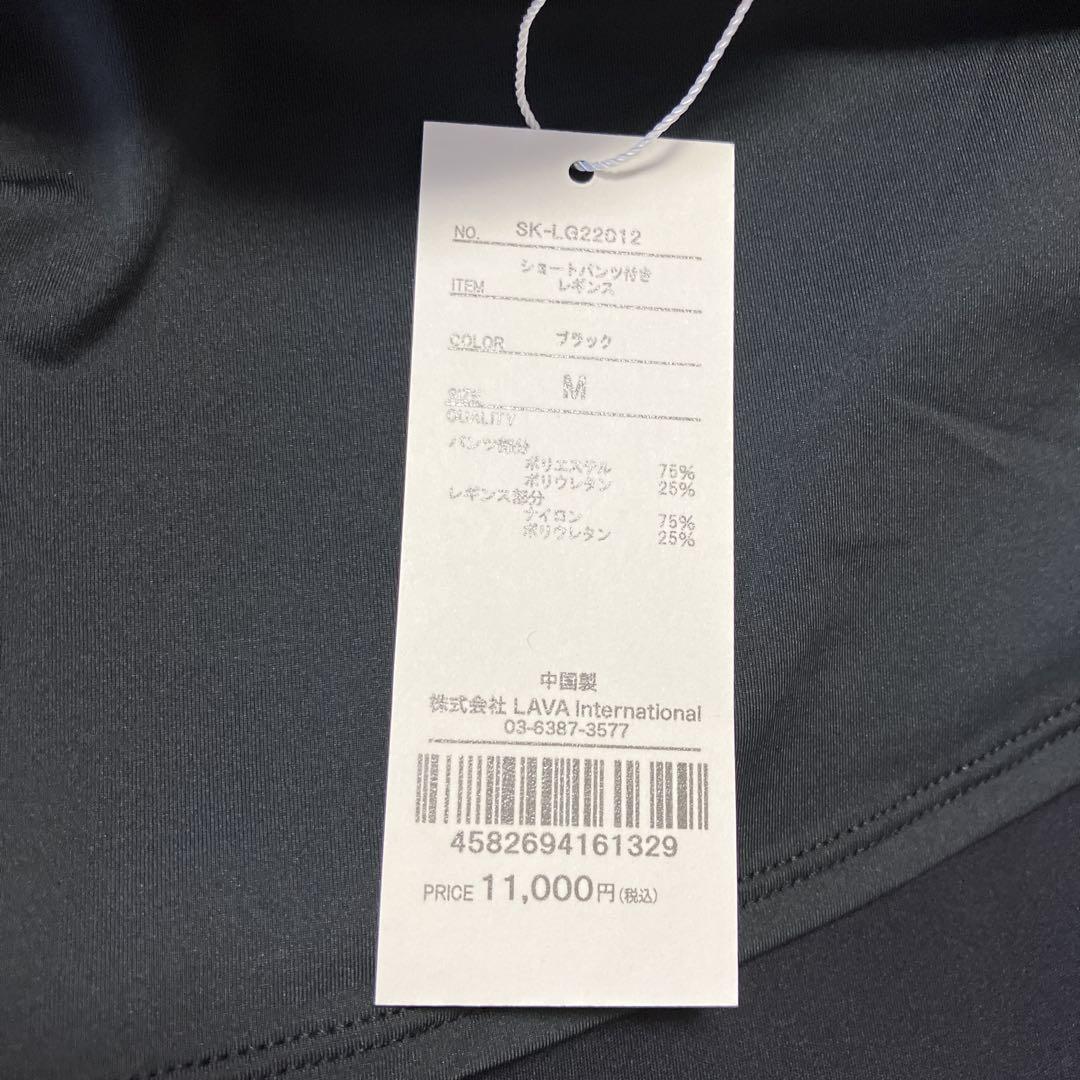 NO. SK-LG22012
ショートパンツ付き
ITEM レギンス
COLOR ブラック
SIZE M
QUALITY
パンツ部分
ポリエステル 75%
ポリウレタン 25%
レギンス部分
ナイロン 75%
ポリウレタン 25%
中国製
株式会社 LAVA International
03-6387-3577
4582694161329
PRICE 11,000円(税込)